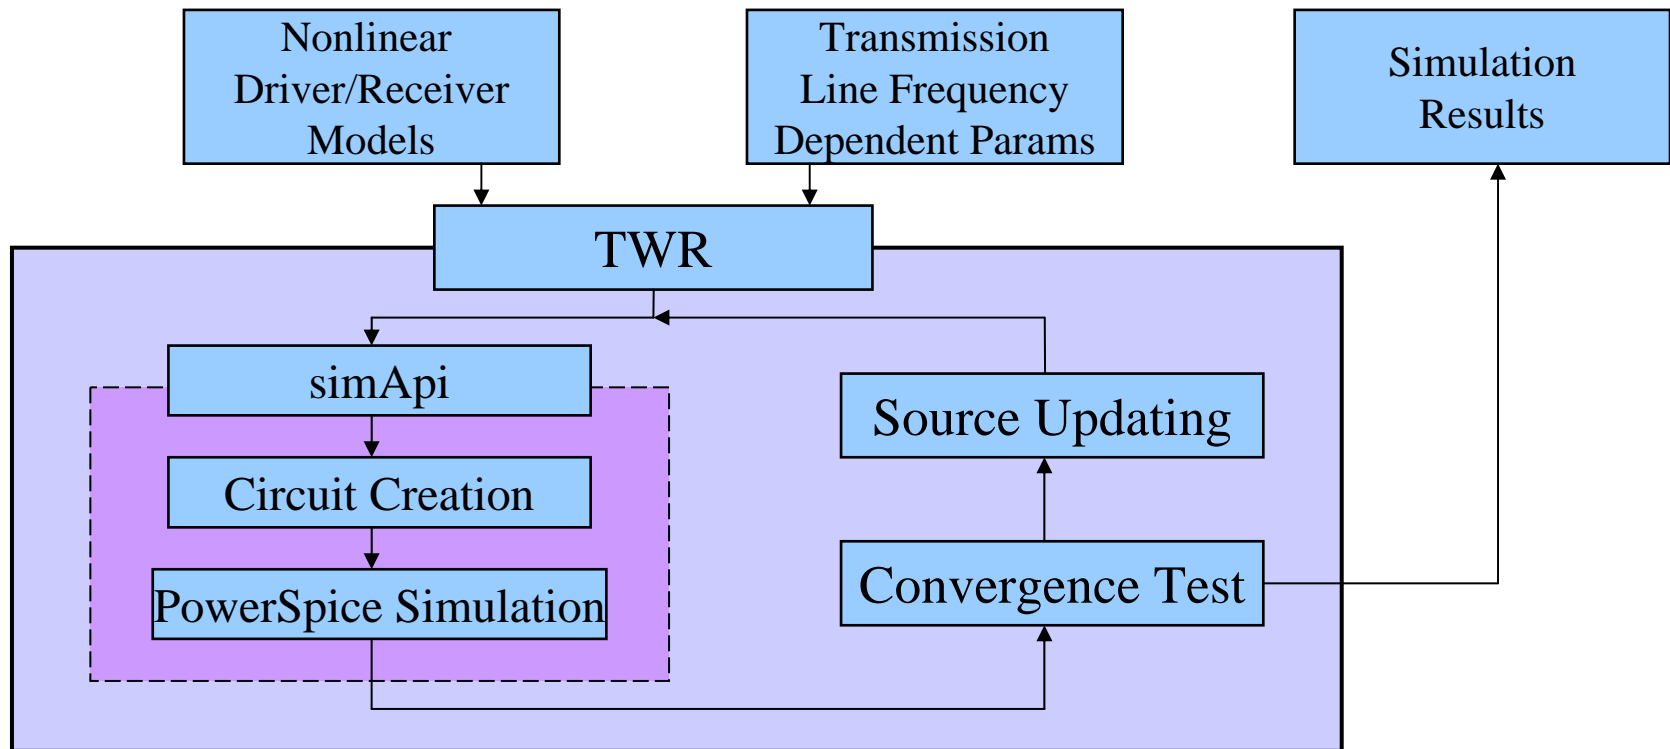 Nonlinear
Driver/Receiver
Models
Transmission
Line Frequency
Dependent Params
Simulation
Results
TWR
simApi
Circuit Creation
PowerSpice Simulation
Source Updating
Convergence Test